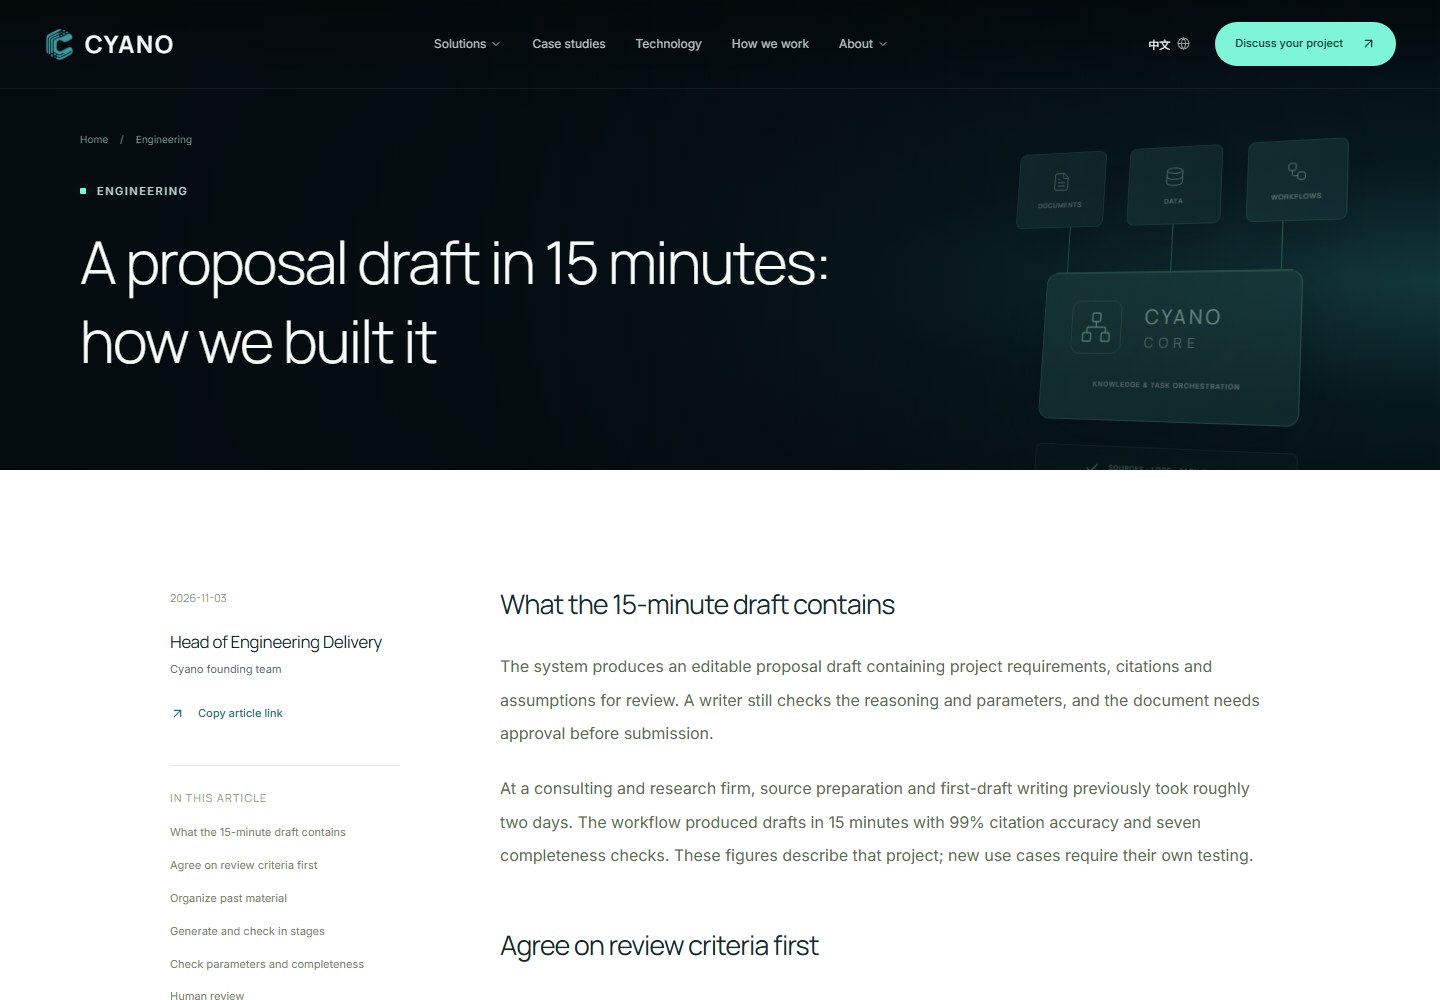 CYANO
Solutions
Case studies
Technology
How we work
About
中文
Discuss your project
Home / Engineering
ENGINEERING
A proposal draft in 15 minutes:
how we built it
DOCUMENTS
DATA
WORKFLOWS
CYANO
CORE
KNOWLEDGE & TASK ORCHESTRATION
2026-11-03
Head of Engineering Delivery
Cyano founding team
Copy article link
IN THIS ARTICLE
What the 15-minute draft contains
Agree on review criteria first
Organize past material
Generate and check in stages
Check parameters and completeness
Human review
What the 15-minute draft contains
The system produces an editable proposal draft containing project requirements, citations and
assumptions for review. A writer still checks the reasoning and parameters, and the document needs
approval before submission.
At a consulting and research firm, source preparation and first-draft writing previously took roughly
two days. The workflow produced drafts in 15 minutes with 99% citation accuracy and seven
completeness checks. These figures describe that project; new use cases require their own testing.
Agree on review criteria first